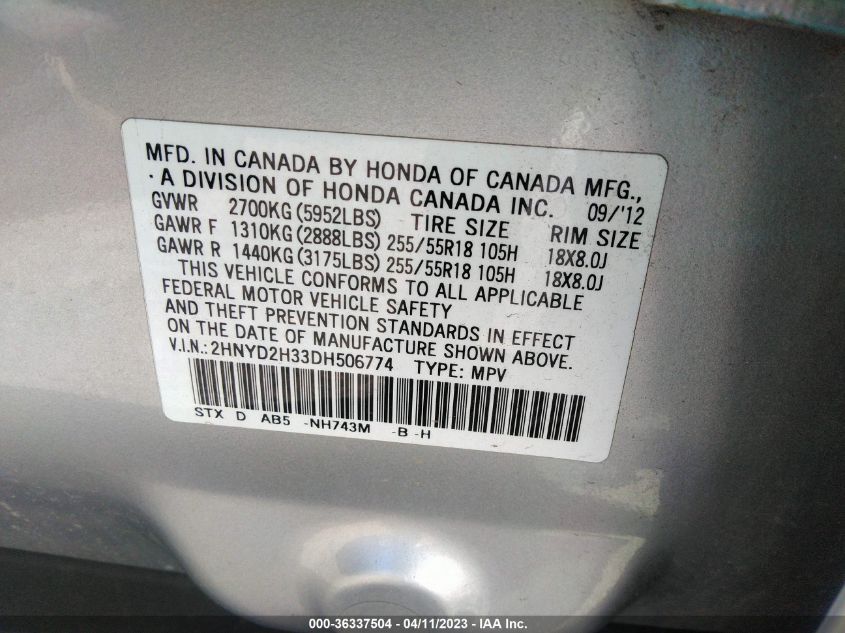 MFD. IN CANADA BY HONDA OF CANADA MFG.,
· A DIVISION OF HONDA CANADA INC. 09/'12
GVWR 2700KG (5952LBS) TIRE SIZE RIM SIZE
GAWR F 1310KG (2888LBS) 255/55R18 105H 18X8.0J
GAWR R 1440KG (3175LBS) 255/55R18 105H 18X8.0J
THIS VEHICLE CONFORMS TO ALL APPLICABLE
FEDERAL MOTOR VEHICLE SAFETY
AND THEFT PREVENTION STANDARDS IN EFFECT
ON THE DATE OF MANUFACTURE SHOWN ABOVE.
V.I.N.:2HNYD2H33DH506774 TYPE: MPV
STX D AB5 -NH743M -B -H
000-36337504 - 04/11/2023 - IAA Inc.